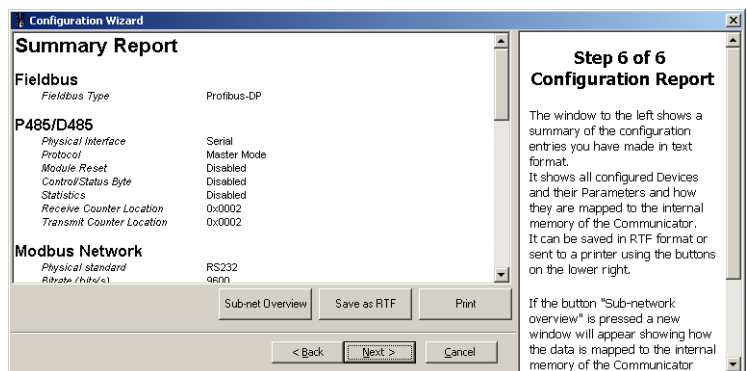 Configuration Wizard
Summary Report
Fieldbus
Fieldbus Type Profibus-DP
P485/D485
Physical Interface Serial
Protocol Master Mode
Module Reset Disabled
Control/Status Byte Disabled
Statistics Disabled
Receive Counter Location 0x0002
Transmit Counter Location 0x0002
Modbus Network
Physical standard RS232
Bitrate (bits/s) 9600
Sub-net Overview Save as RTF Print
< Back Next > Cancel
Step 6 of 6
Configuration Report
The window to the left shows a
summary of the configuration
entries you have made in text
format.
It shows all configured Devices
and their Parameters and how
they are mapped to the internal
memory of the Communicator.
It can be saved in RTF format or
sent to a printer using the buttons
on the lower right.
If the button "Sub-network
overview" is pressed a new
window will appear showing how
the data is mapped to the internal
memory of the Communicator